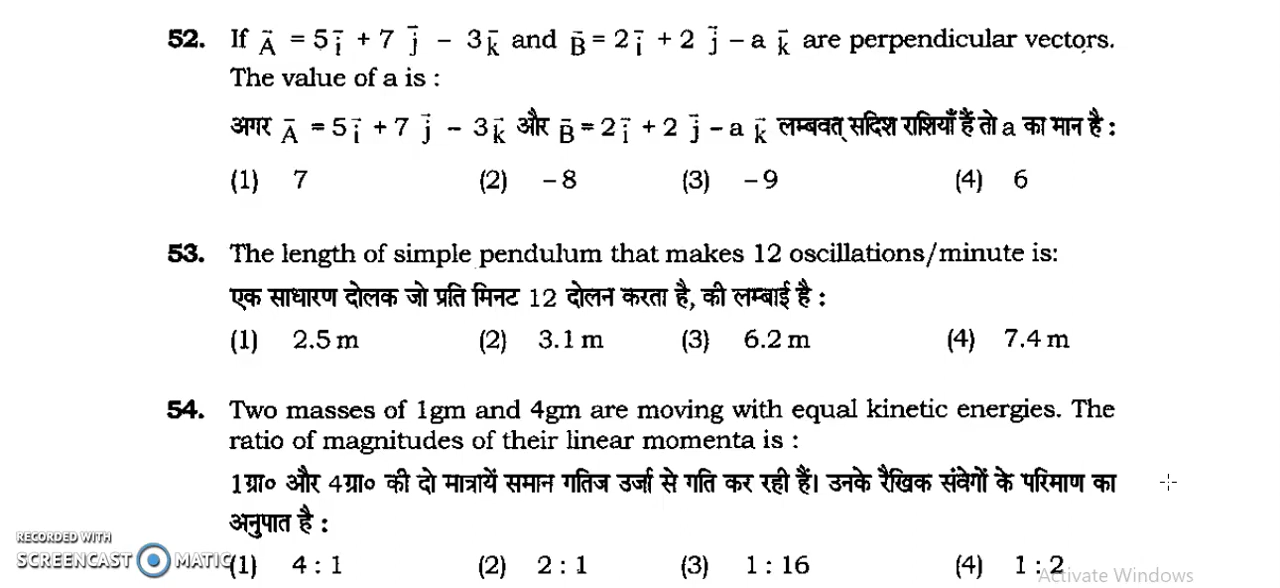 52. If A⃗ = 5i⃗ + 7 j⃗ - 3k⃗ and B⃗ = 2i⃗ + 2 j⃗ - a k⃗ are perpendicular vectors.
The value of a is :
अगर A⃗ = 5i⃗ + 7 j⃗ - 3k⃗ और B⃗ = 2i⃗ + 2 j⃗ - a k⃗ लम्बवत् सदिश राशियाँ हैं तो a का मान है :
(1) 7 (2) -8 (3) -9 (4) 6
53. The length of simple pendulum that makes 12 oscillations/minute is:
एक साधारण दोलक जो प्रति मिनट 12 दोलन करता है, की लम्बाई है :
(1) 2.5 m (2) 3.1 m (3) 6.2 m (4) 7.4 m
54. Two masses of 1gm and 4gm are moving with equal kinetic energies. The
ratio of magnitudes of their linear momenta is :
1ग्रा० और 4ग्रा० की दो मात्रायें समान गतिज उर्जा से गति कर रही हैं। उनके रैखिक संवेगों के परिमाण का
अनुपात है :
RECORDED WITH
SCREENCAST O MATIC
(1) 4 : 1 (2) 2 : 1 (3) 1 : 16 (4) 1 : 2
Activate Windows